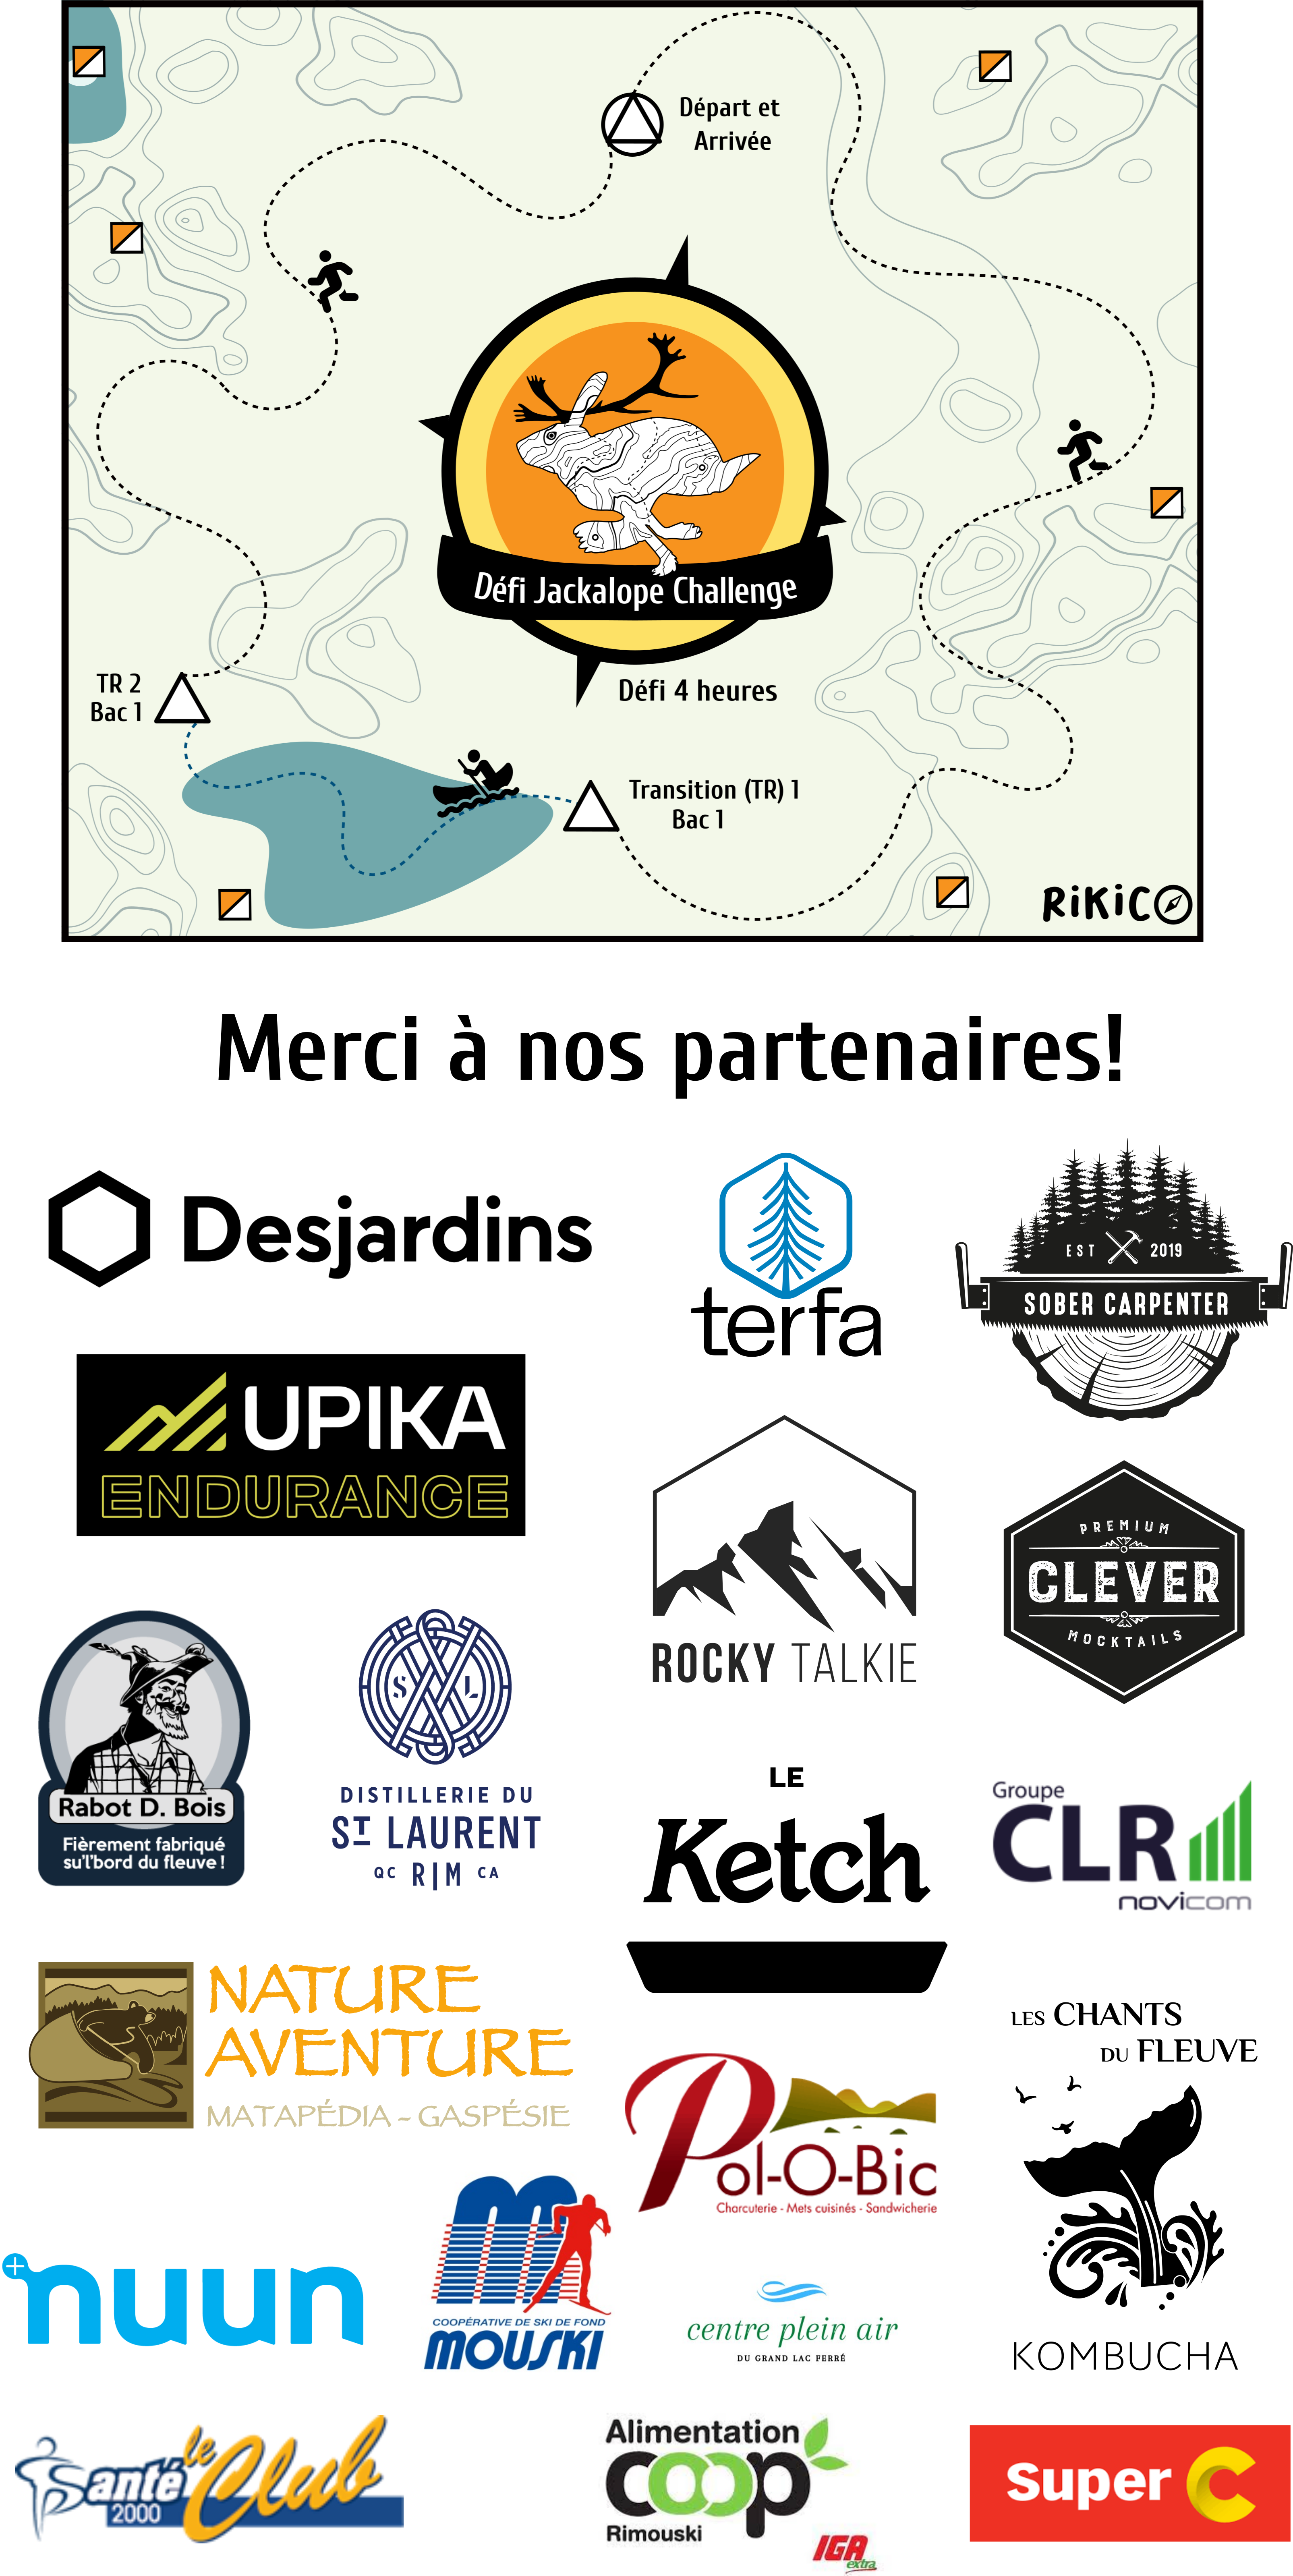 Départ et
Arrivée
Défi Jackalope Challenge
TR 2
Bac 1
Défi 4 heures
Transition (TR) 1
Bac 1
RiKiCO
Merci à nos partenaires!
Desjardins
terfa
EST 2019
SOBER CARPENTER
UPIKA
ENDURANCE
ROCKY TALKIE
PREMIUM
CLEVER
MOCKTAILS
Rabot D. Bois
Fièrement fabriqué
su'l'bord du fleuve !
S L
DISTILLERIE DU
ST LAURENT
QC RIM CA
LE
Ketch
Groupe
CLR
novicom
NATURE
AVENTURE
MATAPÉDIA ~ GASPÉSIE
Pol-O-Bic
Charcuterie - Mets cuisinés - Sandwicherie
LES CHANTS
DU FLEUVE
KOMBUCHA
nuun
COOPÉRATIVE DE SKI DE FOND
MOUSKI
centre plein air
DU GRAND LAC FERRÉ
Santé le Club
2000
Alimentation
coop
Rimouski
IGA
extra
Super C